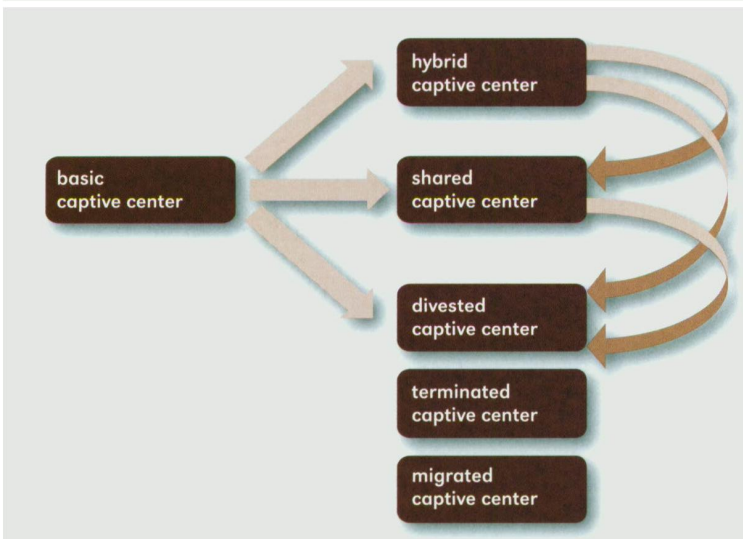 hybrid
captive center
basic
captive center
shared
captive center
divested
captive center
terminated
captive center
migrated
captive center